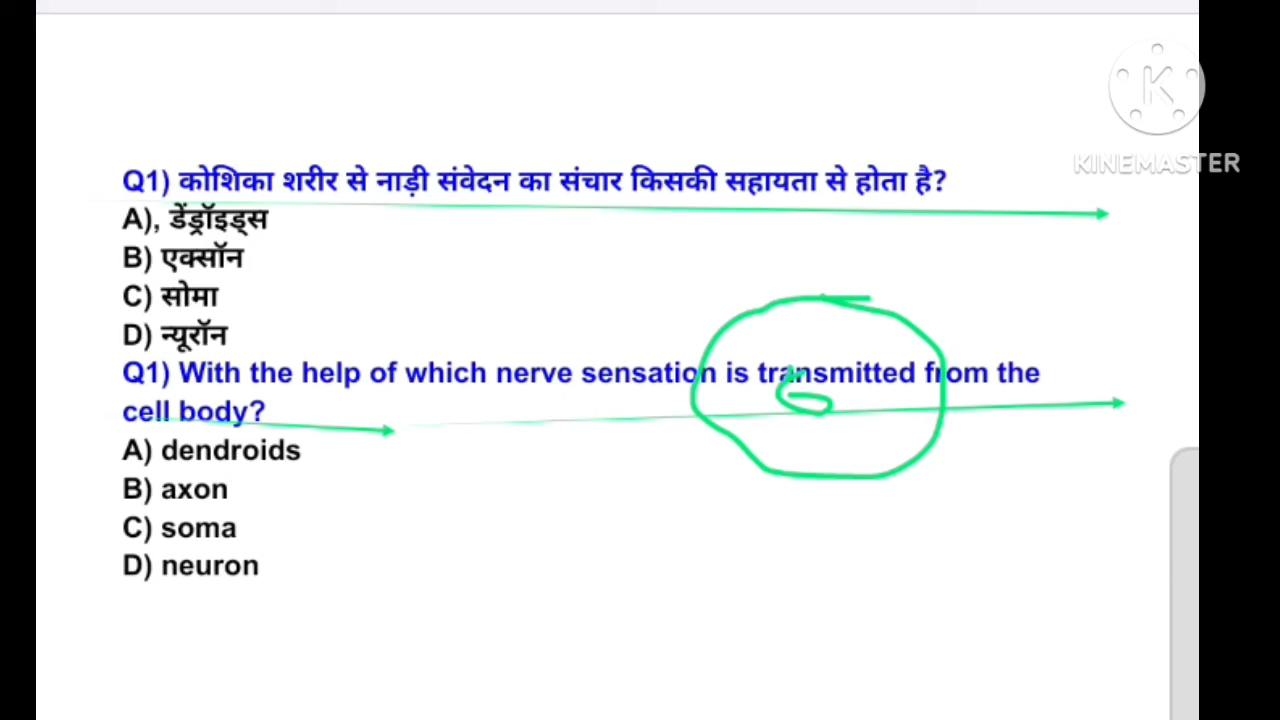 KINEMASTER
Q1) कोशिका शरीर से नाड़ी संवेदन का संचार किसकी सहायता से होता है?
A), डेंड्रॉइड्स
B) एक्सॉन
C) सोमा
D) न्यूरॉन
Q1) With the help of which nerve sensation is transmitted from the
cell body?
A) dendroids
B) axon
C) soma
D) neuron